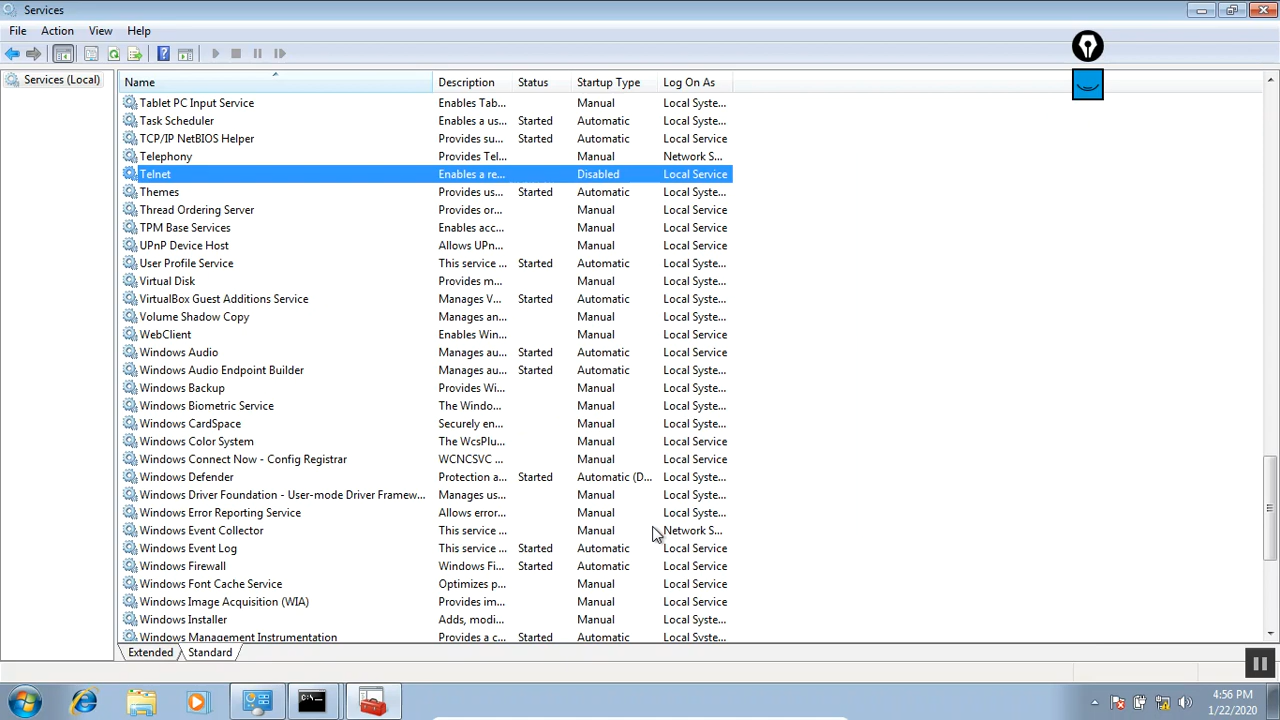 Services
File Action View Help
Services (Local)
Name Description Status Startup Type Log On As
Tablet PC Input Service Enables Tab... Manual Local Syste...
Task Scheduler Enables a us... Started Automatic Local Syste...
TCP/IP NetBIOS Helper Provides su... Started Automatic Local Service
Telephony Provides Tel... Manual Network S...
Telnet Enables a re... Disabled Local Service
Themes Provides us... Started Automatic Local Syste...
Thread Ordering Server Provides or... Manual Local Service
TPM Base Services Enables acc... Manual Local Service
UPnP Device Host Allows UPn... Manual Local Service
User Profile Service This service ... Started Automatic Local Syste...
Virtual Disk Provides m... Manual Local Syste...
VirtualBox Guest Additions Service Manages V... Started Automatic Local Syste...
Volume Shadow Copy Manages an... Manual Local Syste...
WebClient Enables Win... Manual Local Service
Windows Audio Manages au... Started Automatic Local Service
Windows Audio Endpoint Builder Manages au... Started Automatic Local Syste...
Windows Backup Provides Wi... Manual Local Syste...
Windows Biometric Service The Windo... Manual Local Syste...
Windows CardSpace Securely en... Manual Local Syste...
Windows Color System The WcsPlu... Manual Local Service
Windows Connect Now - Config Registrar WCNCSVC ... Manual Local Service
Windows Defender Protection a... Started Automatic (D... Local Syste...
Windows Driver Foundation - User-mode Driver Framew... Manages us... Manual Local Syste...
Windows Error Reporting Service Allows error... Manual Local Syste...
Windows Event Collector This service ... Manual Network S...
Windows Event Log This service ... Started Automatic Local Service
Windows Firewall Windows Fi... Started Automatic Local Service
Windows Font Cache Service Optimizes p... Manual Local Service
Windows Image Acquisition (WIA) Provides im... Manual Local Service
Windows Installer Adds, modi... Manual Local Syste...
Windows Management Instrumentation Provides a c... Started Automatic Local Syste...
Extended Standard
4:56 PM
1/22/2020